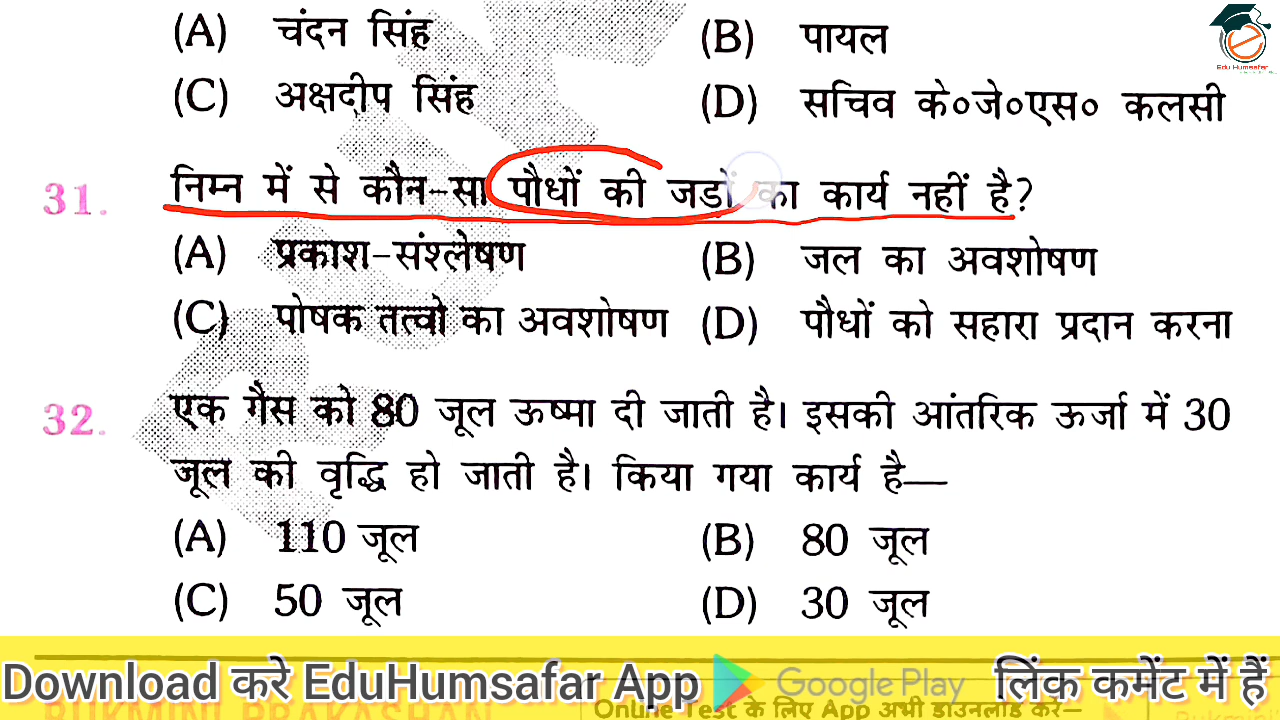 (A) चंदन सिंह (B) पायल
Edu Humsafar
(C) अक्षदीप सिंह (D) सचिव के०जे०एस० कलसी
31. निम्न में से कौन-सा पौधों की जडों का कार्य नहीं है?
(A) प्रकाश-संश्लेषण (B) जल का अवशोषण
(C) पोषक तत्वो का अवशोषण (D) पौधों को सहारा प्रदान करना
32. एक गैस को 80 जूल ऊष्मा दी जाती है। इसकी आंतरिक ऊर्जा में 30
जूल की वृद्धि हो जाती है। किया गया कार्य है—
(A) 110 जूल (B) 80 जूल
(C) 50 जूल (D) 30 जूल
Download करे EduHumsafar App Google Play लिंक कमेंट में हैं
Online Test के लिए App अभी डाउनलोड करें—